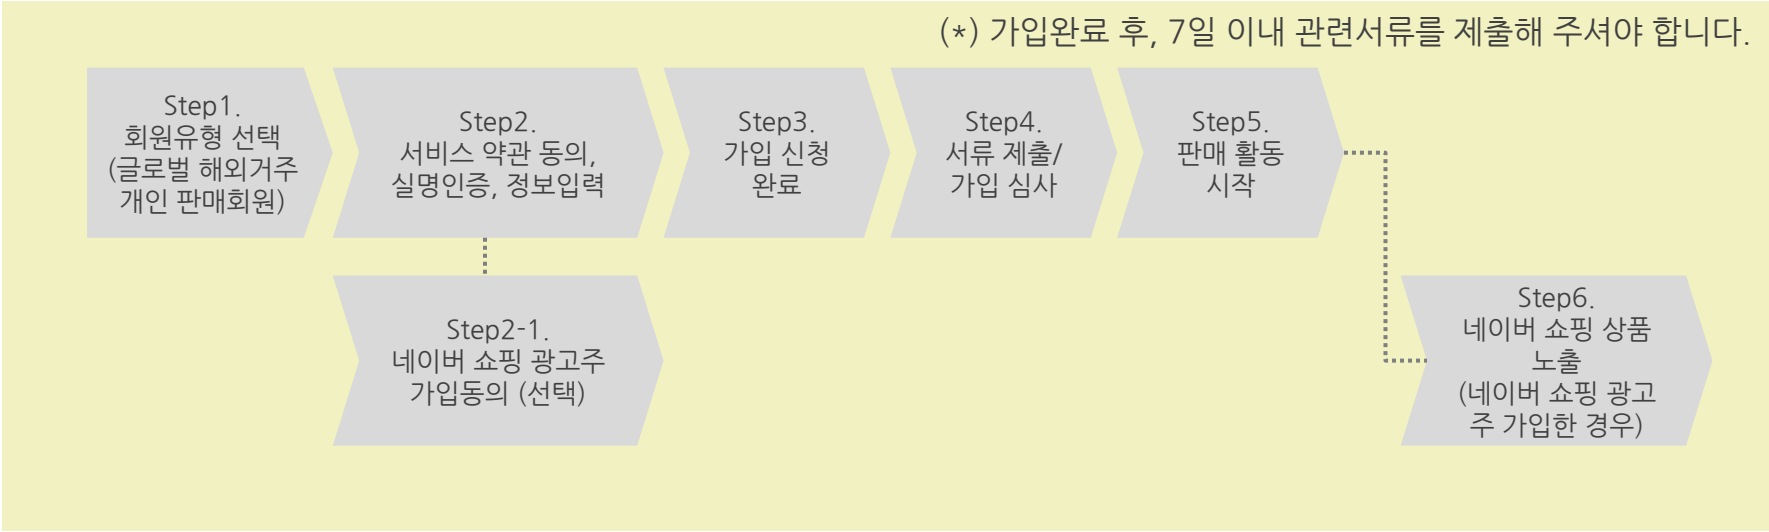 (*) 가입완료 후, 7일 이내 관련서류를 제출해 주셔야 합니다.
Step1.
회원유형 선택
(글로벌 해외거주
개인 판매회원)
Step2.
서비스 약관 동의,
실명인증, 정보입력
Step3.
가입 신청
완료
Step4.
서류 제출/
가입 심사
Step5.
판매 활동
시작
Step2-1.
네이버 쇼핑 광고주
가입동의 (선택)
Step6.
네이버 쇼핑 상품
노출
(네이버 쇼핑 광고
주 가입한 경우)